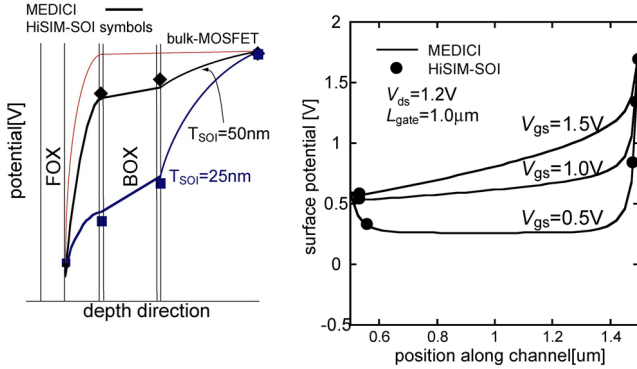 MEDICI
HiSIM-SOI symbols
bulk-MOSFET
T_SOI=50nm
T_SOI=25nm
FOX
BOX
potential[V]
depth direction
MEDICI
HiSIM-SOI
V_ds=1.2V
L_gate=1.0μm
V_gs=1.5V
V_gs=1.0V
V_gs=0.5V
surface potential [V]
2
1.5
1
0.5
0
-0.5
0.6 0.8 1 1.2 1.4
position along channel[um]